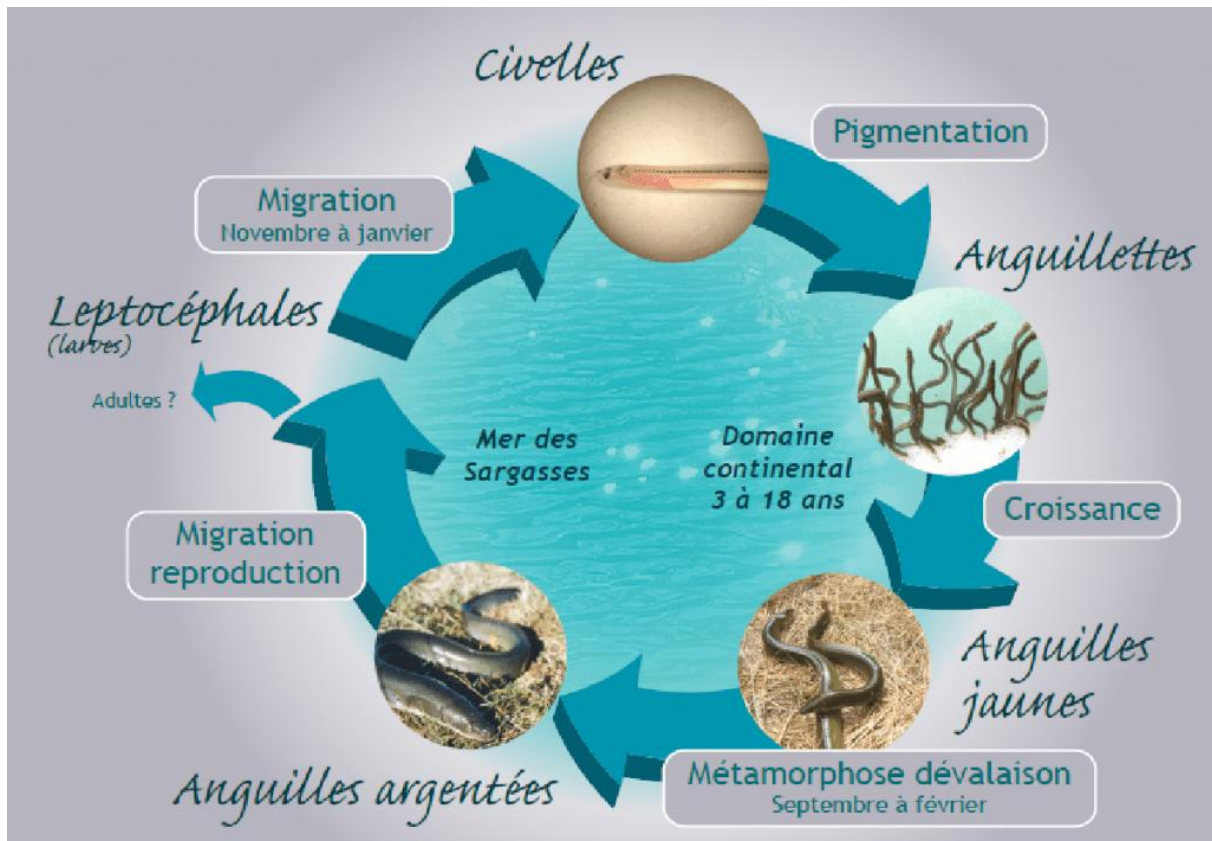 Civelles
Pigmentation
Migration
Novembre à janvier
Anguillettes
Leptocéphales
(larves)
Adultes ?
Mer des
Sargasses
Domaine
continental
3 à 18 ans
Croissance
Migration
reproduction
Anguilles
jaunes
Anguilles argentées
Métamorphose dévalaison
Septembre à février